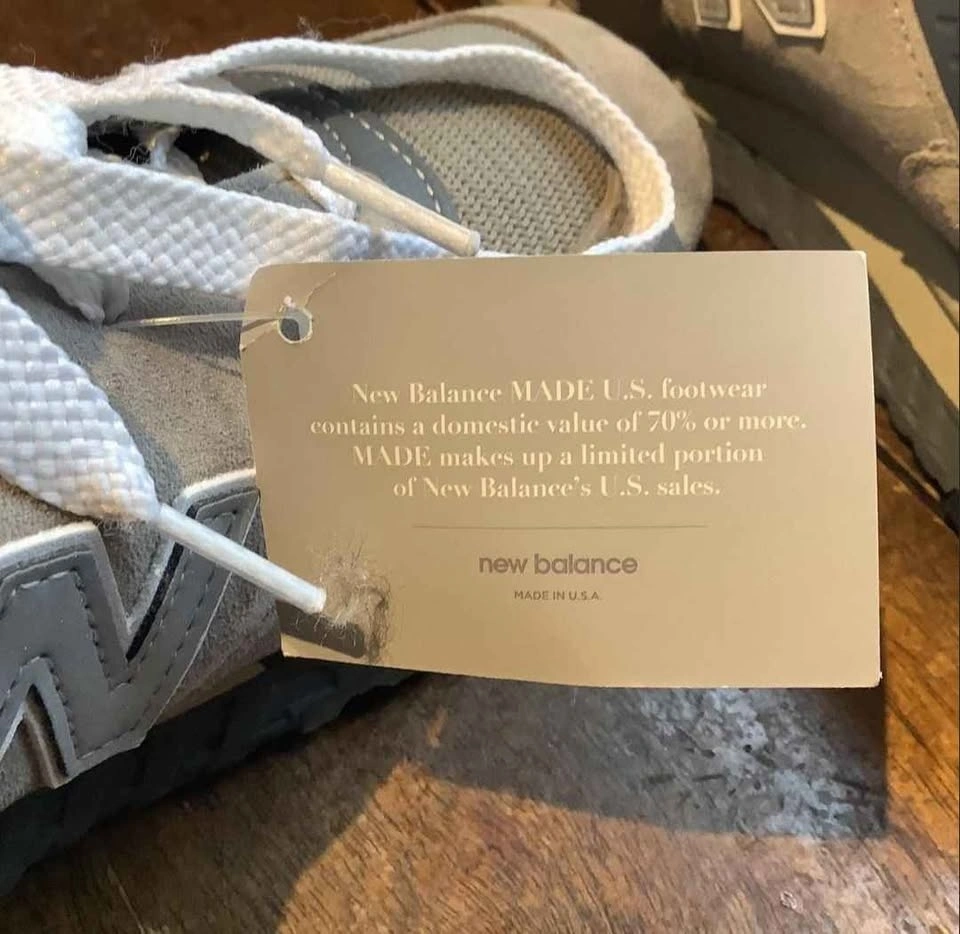 New Balance MADE U.S. footwear
contains a domestic value of 70% or more.
MADE makes up a limited portion
of New Balance's U.S. sales.
new balance
MADE IN U.S.A.